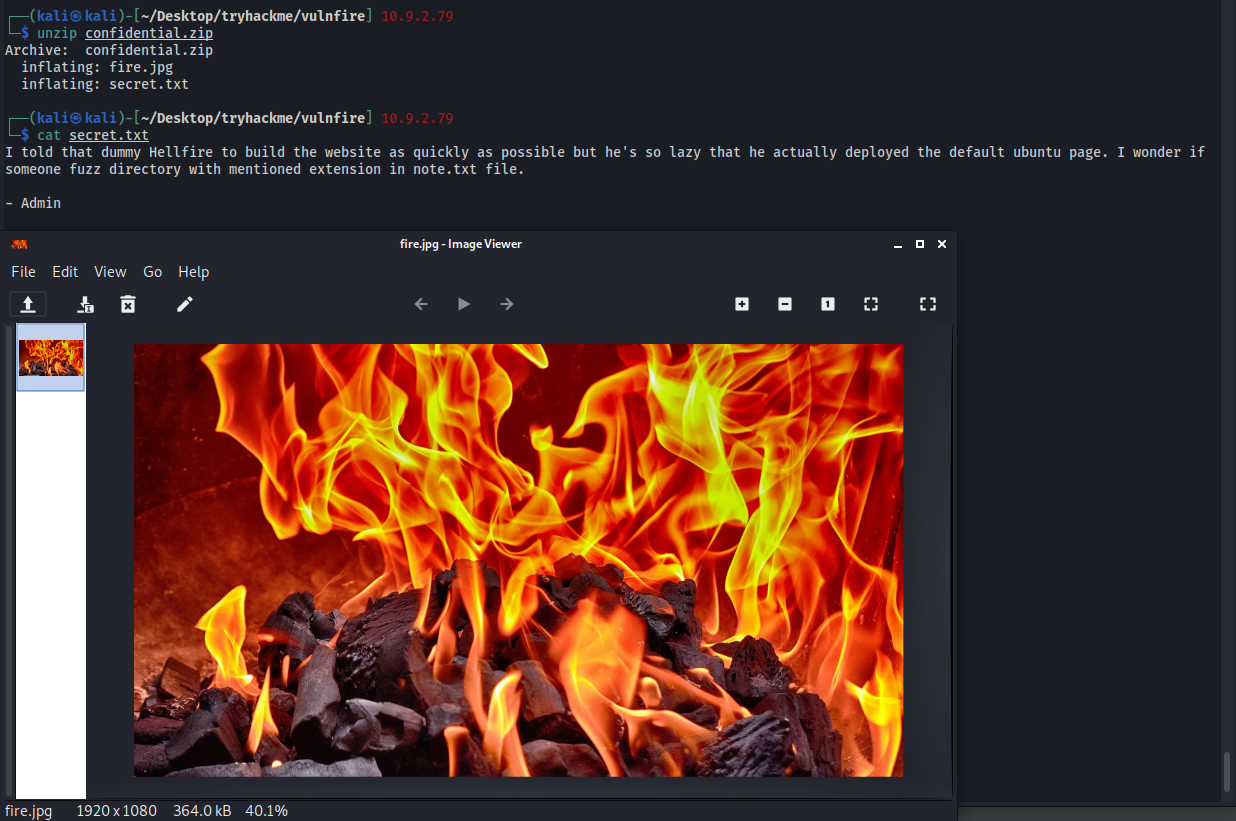 (kali㉿kali)-[~/Desktop/tryhackme/vulnfire] 10.9.2.79
$ unzip confidential.zip
Archive:  confidential.zip
  inflating: fire.jpg
  inflating: secret.txt
(kali㉿kali)-[~/Desktop/tryhackme/vulnfire] 10.9.2.79
$ cat secret.txt
I told that dummy Hellfire to build the website as quickly as possible but he's so lazy that he actually deployed the default ubuntu page. I wonder if
someone fuzz directory with mentioned extension in note.txt file.
- Admin
fire.jpg - Image Viewer
File Edit View Go Help
1
fire.jpg 1920 x 1080 364.0 kB 40.1%